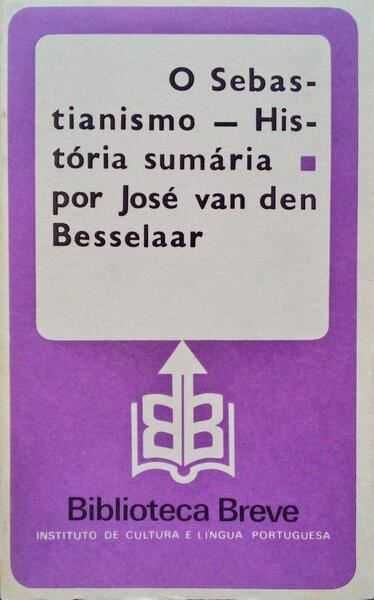 O Sebas-
tianismo — His-
tória sumária ■
por José van den
Besselaar
BB
Biblioteca Breve
INSTITUTO DE CULTURA E LÍNGUA PORTUGUESA